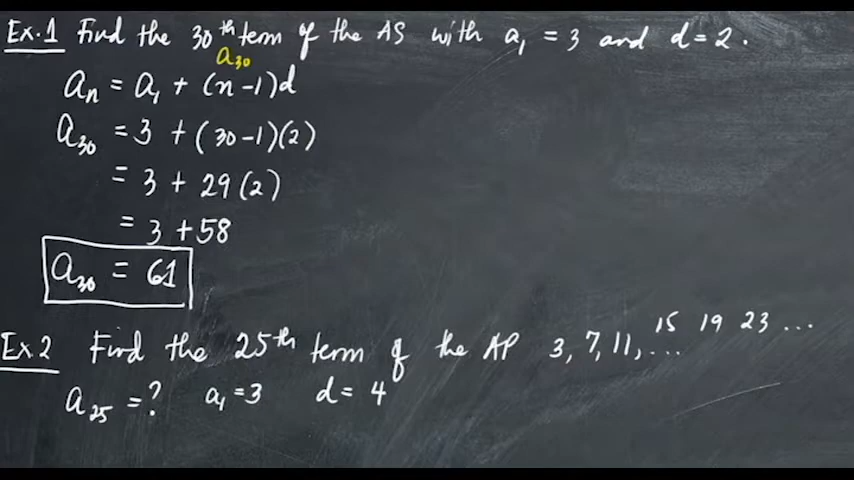 Ex.1 Find the 30th term of the AS with a₁ = 3 and d = 2.
a₃₀
aₙ = a₁ + (n-1)d
a₃₀ = 3 + (30-1)(2)
= 3 + 29(2)
= 3 + 58
a₃₀ = 61
Ex.2 Find the 25th term of the AP 3, 7, 11, ... 15 19 23 ...
a₂₅ = ? a₁ = 3 d = 4